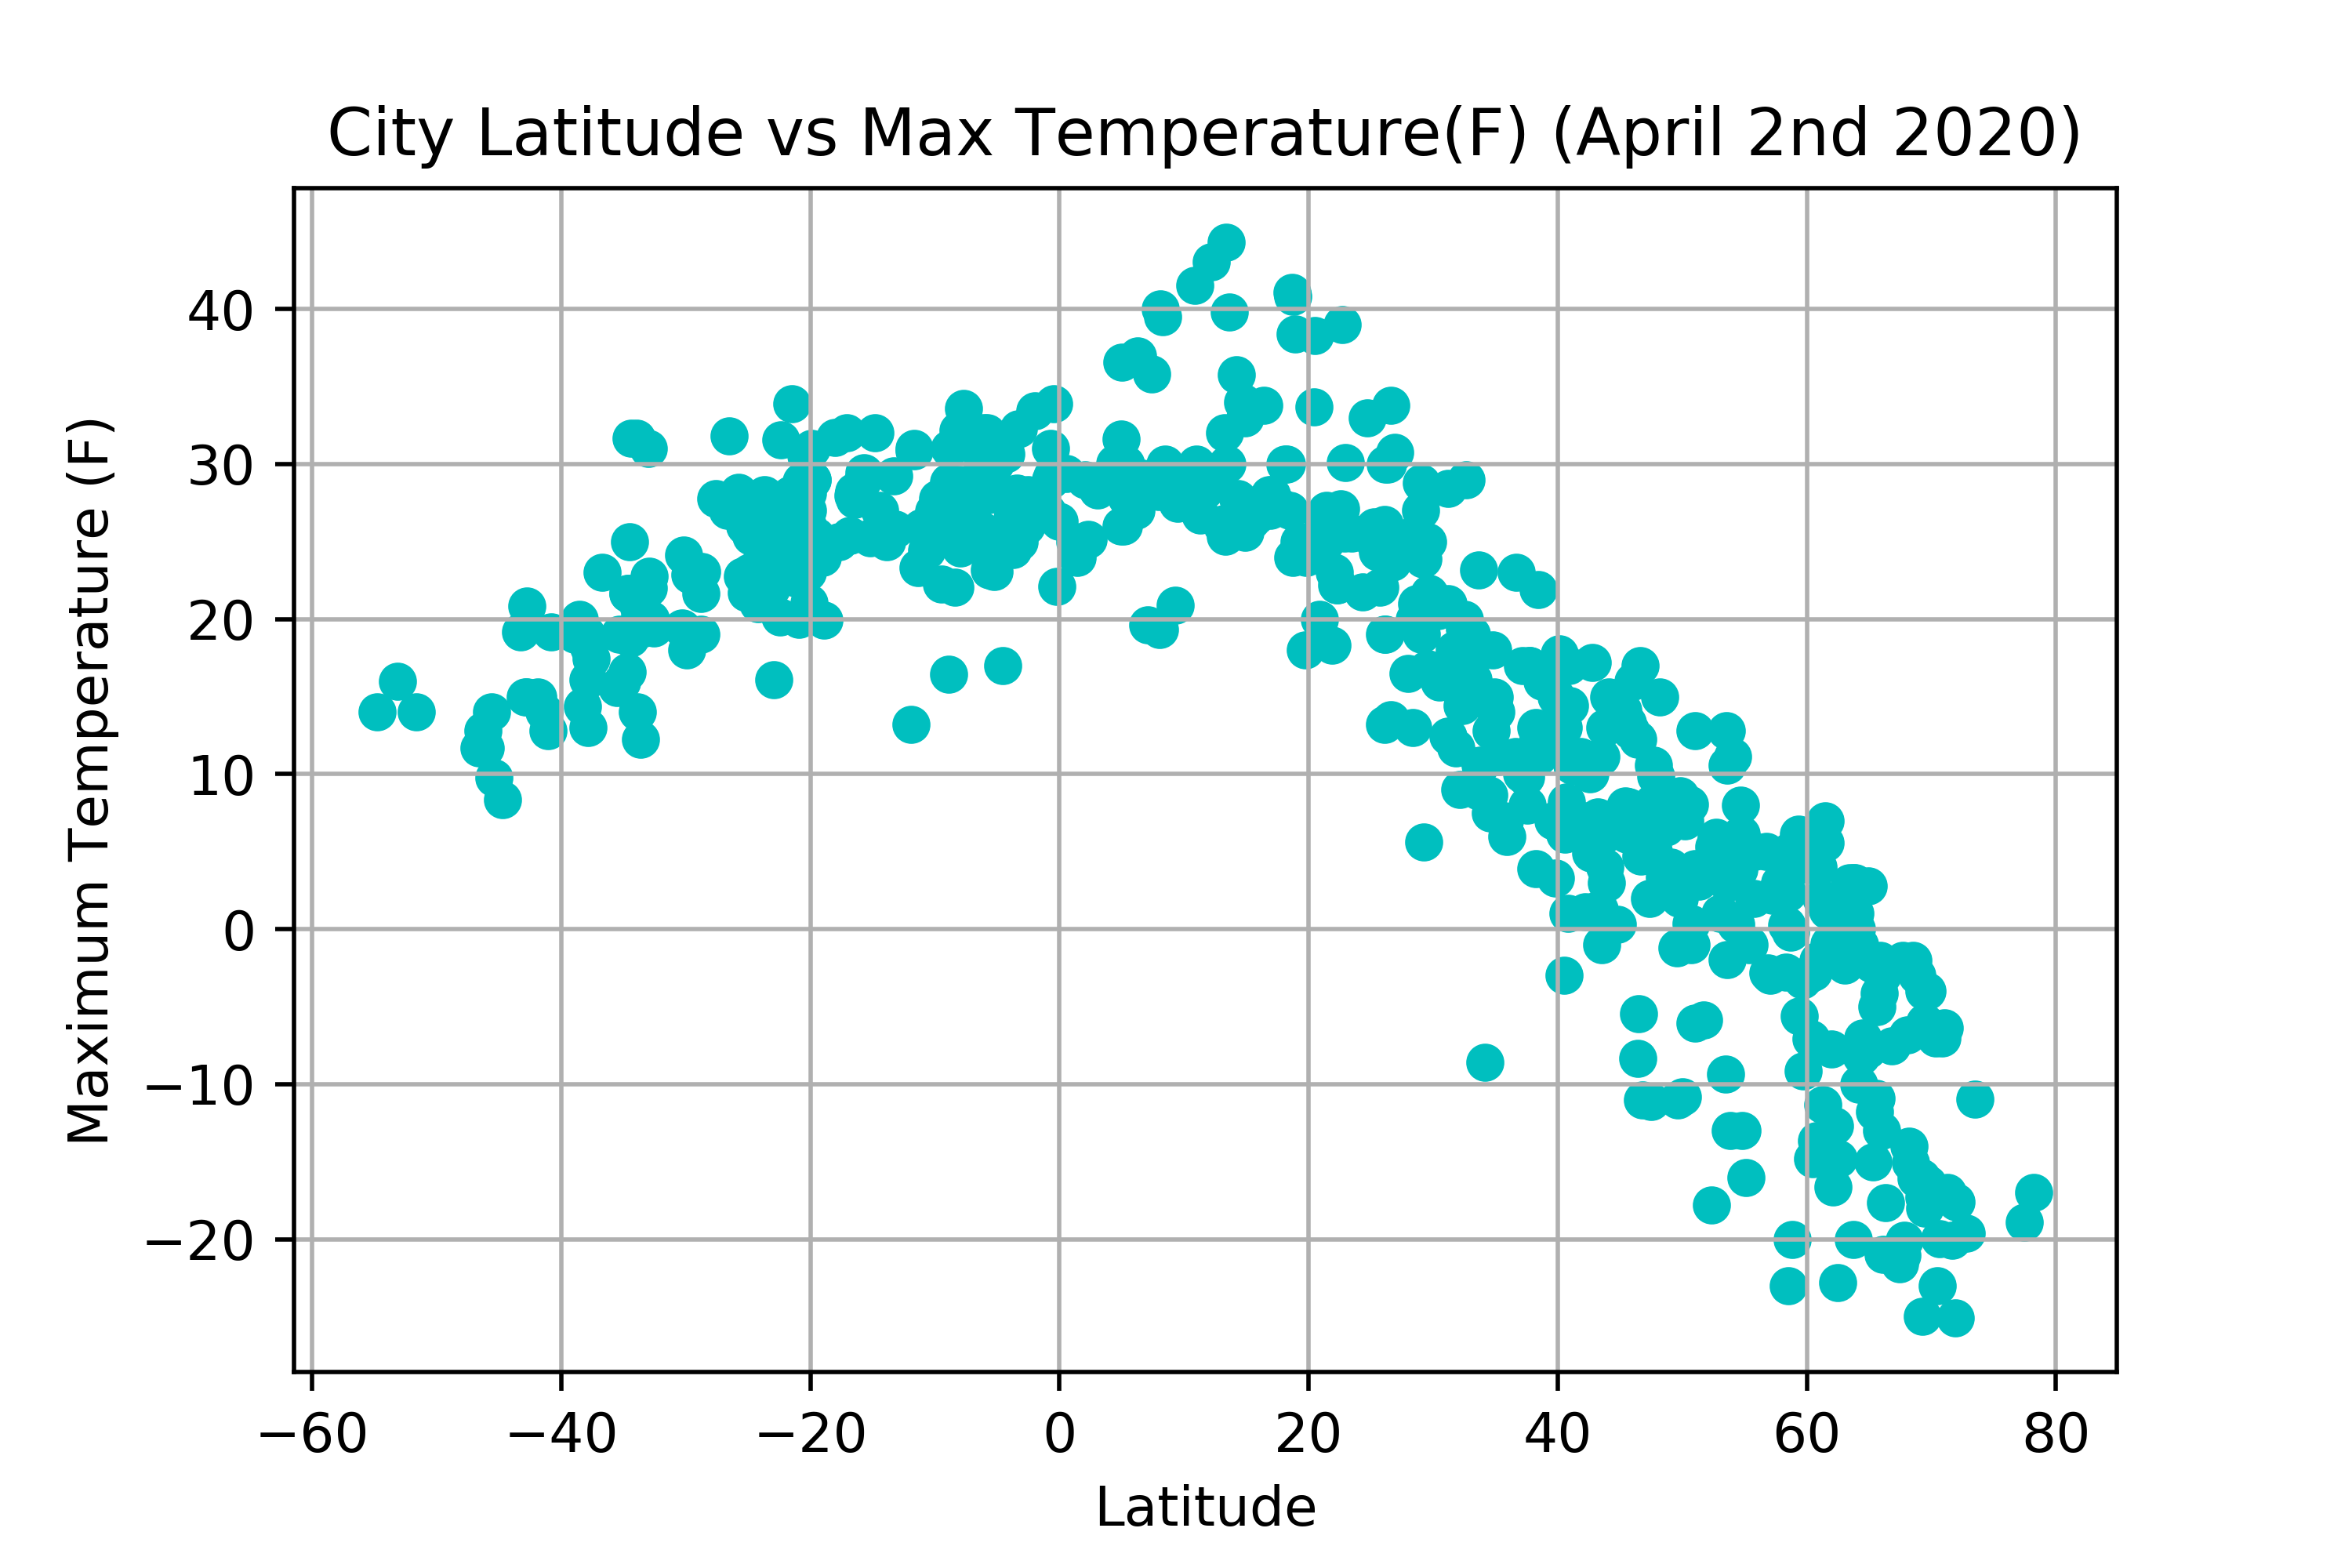 City Latitude vs Max Temperature(F) (April 2nd 2020)
Maximum Temperature (F)
40
30
20
10
0
−10
−20
−60 −40 −20 0 20 40 60 80
Latitude